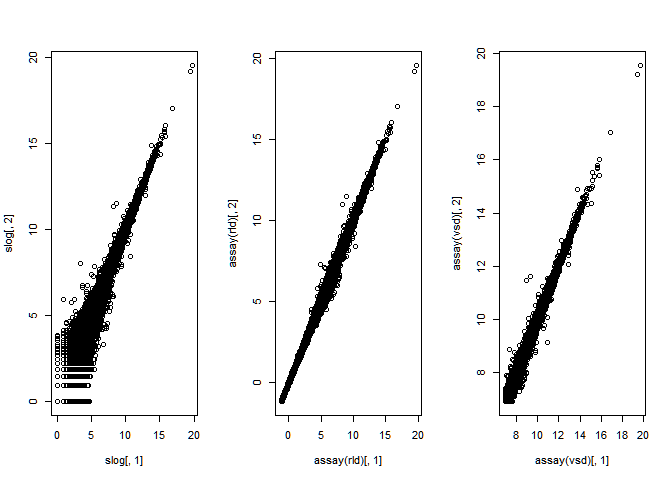 20
15
10
5
0
slog[, 2]
0 5 10 15 20
slog[, 1]
20
15
10
5
0
assay(rld)[, 2]
0 5 10 15 20
assay(rld)[, 1]
20
18
16
14
12
10
8
assay(vsd)[, 2]
8 10 12 14 16 18 20
assay(vsd)[, 1]